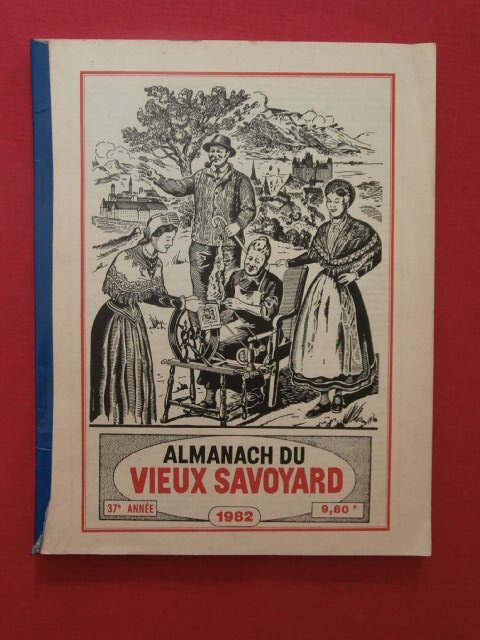 ALMANACH DU
VIEUX SAVOYARD
37e ANNÉE
1982
9,80 F